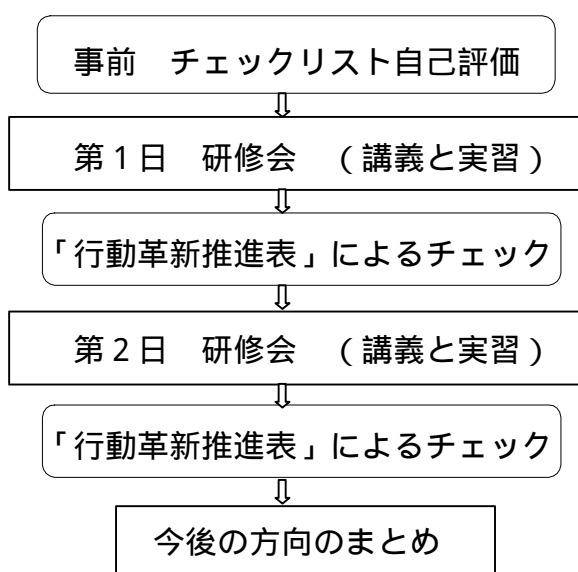 事前　チェックリスト自己評価
第１日　研修会　（講義と実習）
「行動革新推進表」によるチェック
第２日　研修会　（講義と実習）
「行動革新推進表」によるチェック
今後の方向のまとめ